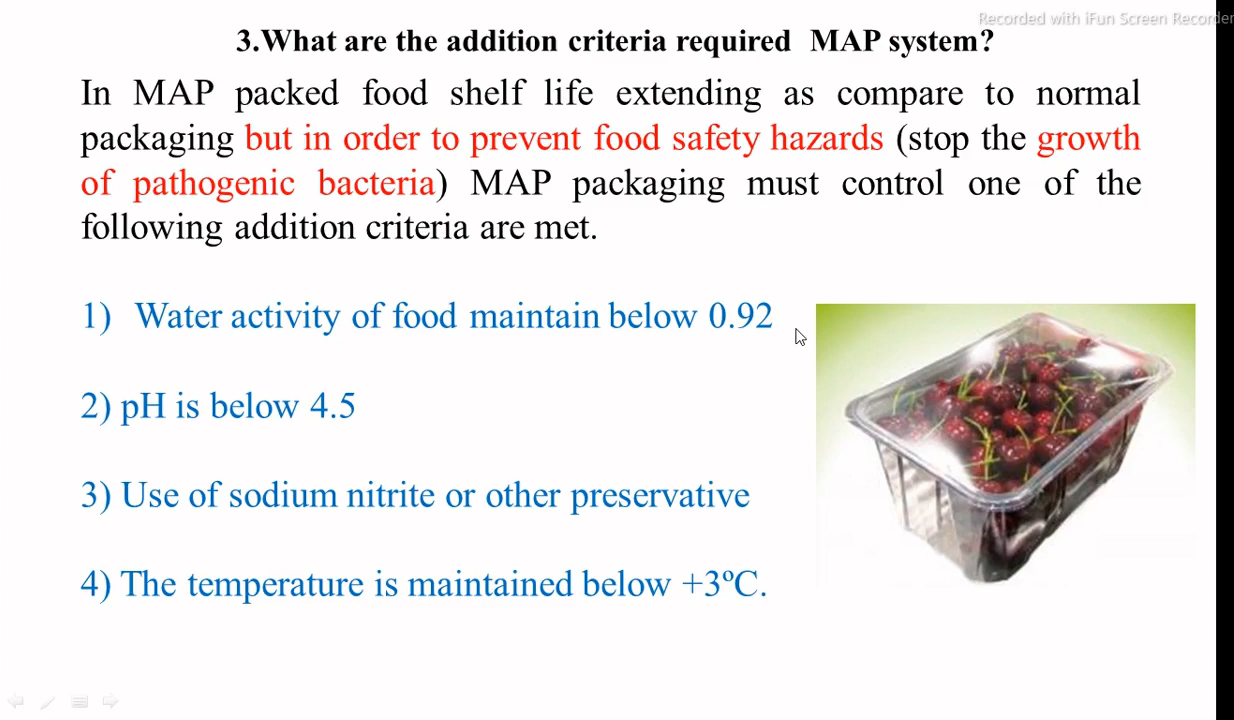 Recorded with iFun Screen Recorder
3.What are the addition criteria required MAP system?
In MAP packed food shelf life extending as compare to normal
packaging but in order to prevent food safety hazards (stop the growth
of pathogenic bacteria) MAP packaging must control one of the
following addition criteria are met.
1) Water activity of food maintain below 0.92
2) pH is below 4.5
3) Use of sodium nitrite or other preservative
4) The temperature is maintained below +3ºC.